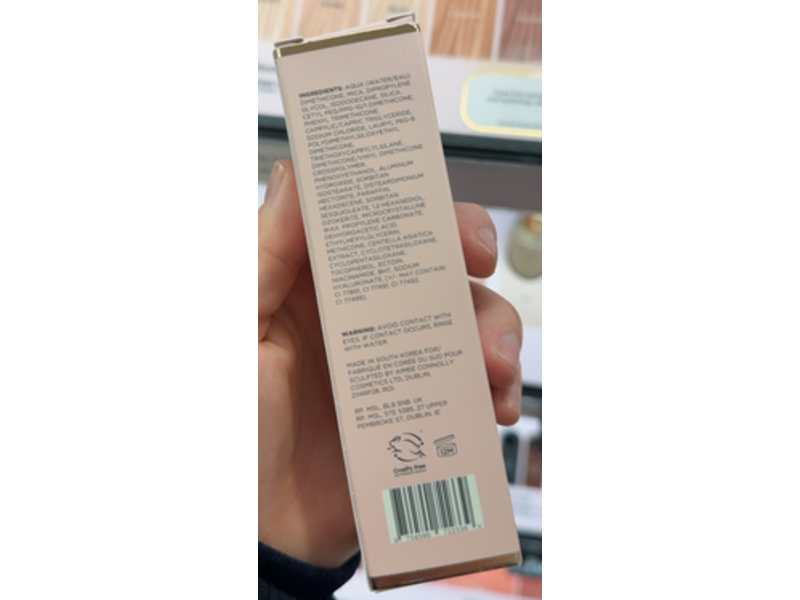 INGREDIENTS: AQUA (WATER/EAU)
DIMETHICONE, MICA, DIPROPYLENE
GLYCOL, ISODODECANE, SILICA,
CETYL PEG/PPG-10/1 DIMETHICONE,
PHENYL TRIMETHICONE,
CAPRYLIC/CAPRIC TRIGLYCERIDE,
SODIUM CHLORIDE, LAURYL PEG-9
POLYDIMETHYLSILOXYETHYL
DIMETHICONE,
TRIETHOXYCAPRYLYLSILANE,
DIMETHICONE/VINYL DIMETHICONE
CROSSPOLYMER,
PHENOXYETHANOL, ALUMINUM
HYDROXIDE, SORBITAN
ISOSTEARATE, DISTEARDIMONIUM
HECTORITE, PARAFFIN,
HEXADECENE, SORBITAN
SESQUIOLEATE, 1,2-HEXANEDIOL,
OZOKERITE, MICROCRYSTALLINE
WAX, PROPYLENE CARBONATE,
DEHYDROACETIC ACID,
ETHYLHEXYLGLYCERIN,
METHICONE, CENTELLA ASIATICA
EXTRACT, CYCLOTETRASILOXANE,
CYCLOPENTASILOXANE,
TOCOPHEROL, ECTOIN,
NIACINAMIDE, BHT, SODIUM
HYALURONATE, (+/- MAY CONTAIN
CI 77891, CI 77491, CI 77492,
CI 77499)
WARNING: AVOID CONTACT WITH
EYES. IF CONTACT OCCURS, RINSE
WITH WATER.
MADE IN SOUTH KOREA FOR/
FABRIQUÉ EN CORÉE DU SUD POUR
SCULPTED BY AIMEE CONNOLLY
COSMETICS LTD, DUBLIN,
D14RP28, ROI.
RP: MSL, BL8 5NB. UK
RP: MSL, STE 5385, 27 UPPER
PEMBROKE ST, DUBLIN. IE
12M
Cruelty free